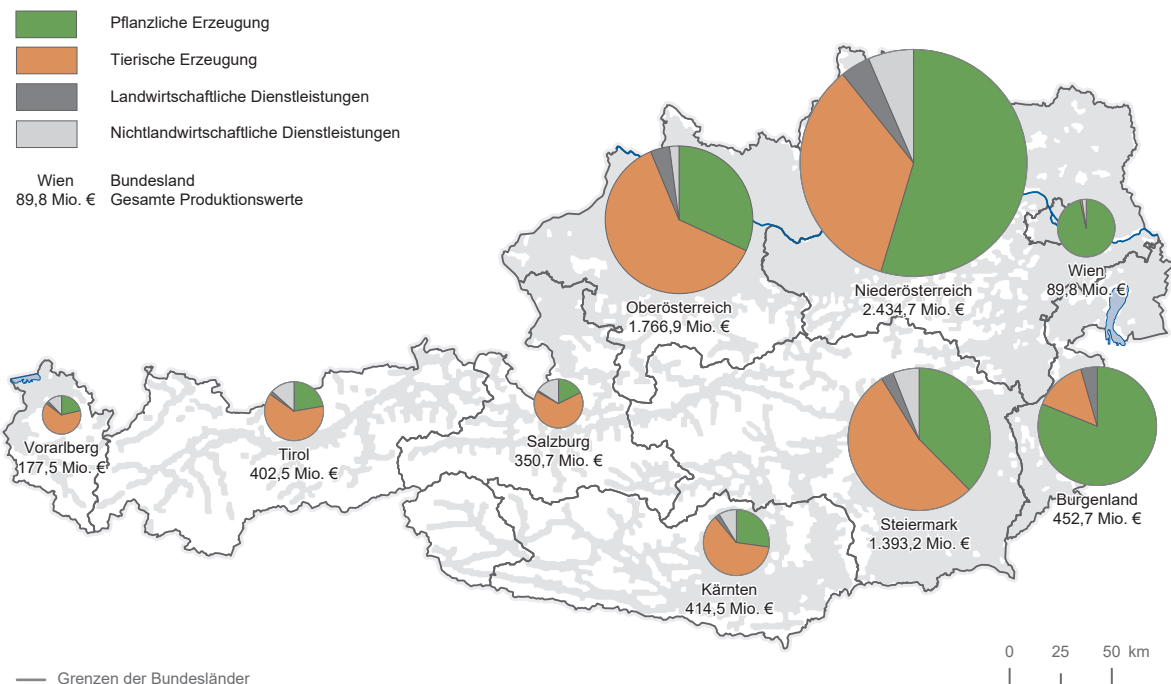 Pflanzliche Erzeugung
Tierische Erzeugung
Landwirtschaftliche Dienstleistungen
Nichtlandwirtschaftliche Dienstleistungen
Wien Bundesland
89,8 Mio. € Gesamte Produktionswerte
Wien
89,8 Mio. €
Niederösterreich
2.434,7 Mio. €
Oberösterreich
1.766,9 Mio. €
Vorarlberg
177,5 Mio. €
Tirol
402,5 Mio. €
Salzburg
350,7 Mio. €
Steiermark
1.393,2 Mio. €
Burgenland
452,7 Mio. €
Kärnten
414,5 Mio. €
0 25 50 km
Grenzen der Bundesländer